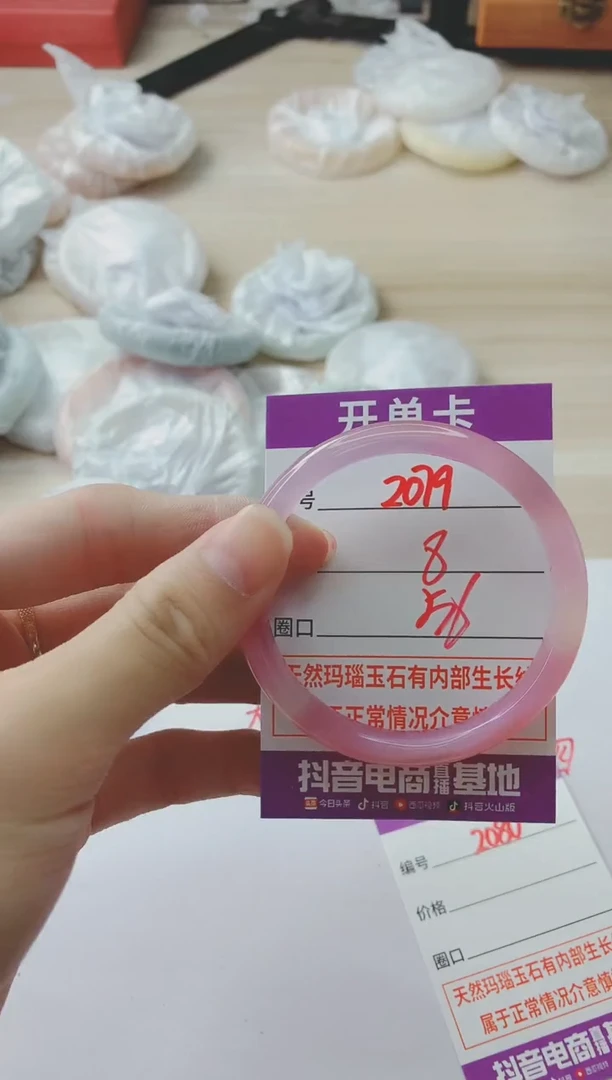 开单卡
号 2079
8
圈口 56
天然玛瑙玉石有内部生长
正常情况介意
抖音电商直播基地
今日头条 抖音 西瓜视频 抖音火山版
2080
编号
价格
圈口
天然玛瑙玉石有内部生长
属于正常情况介意慎
抖音电商直播基